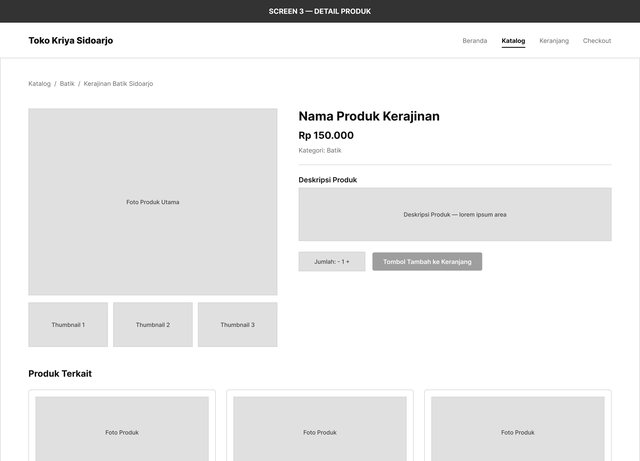 SCREEN 3 — DETAIL PRODUK
Toko Kriya Sidoarjo
Beranda Katalog Keranjang Checkout
Katalog / Batik / Kerajinan Batik Sidoarjo
Foto Produk Utama
Thumbnail 1 Thumbnail 2 Thumbnail 3
Nama Produk Kerajinan
Rp 150.000
Kategori: Batik
Deskripsi Produk
Deskripsi Produk — lorem ipsum area
Jumlah: - 1 + Tombol Tambah ke Keranjang
Produk Terkait
Foto Produk Foto Produk Foto Produk